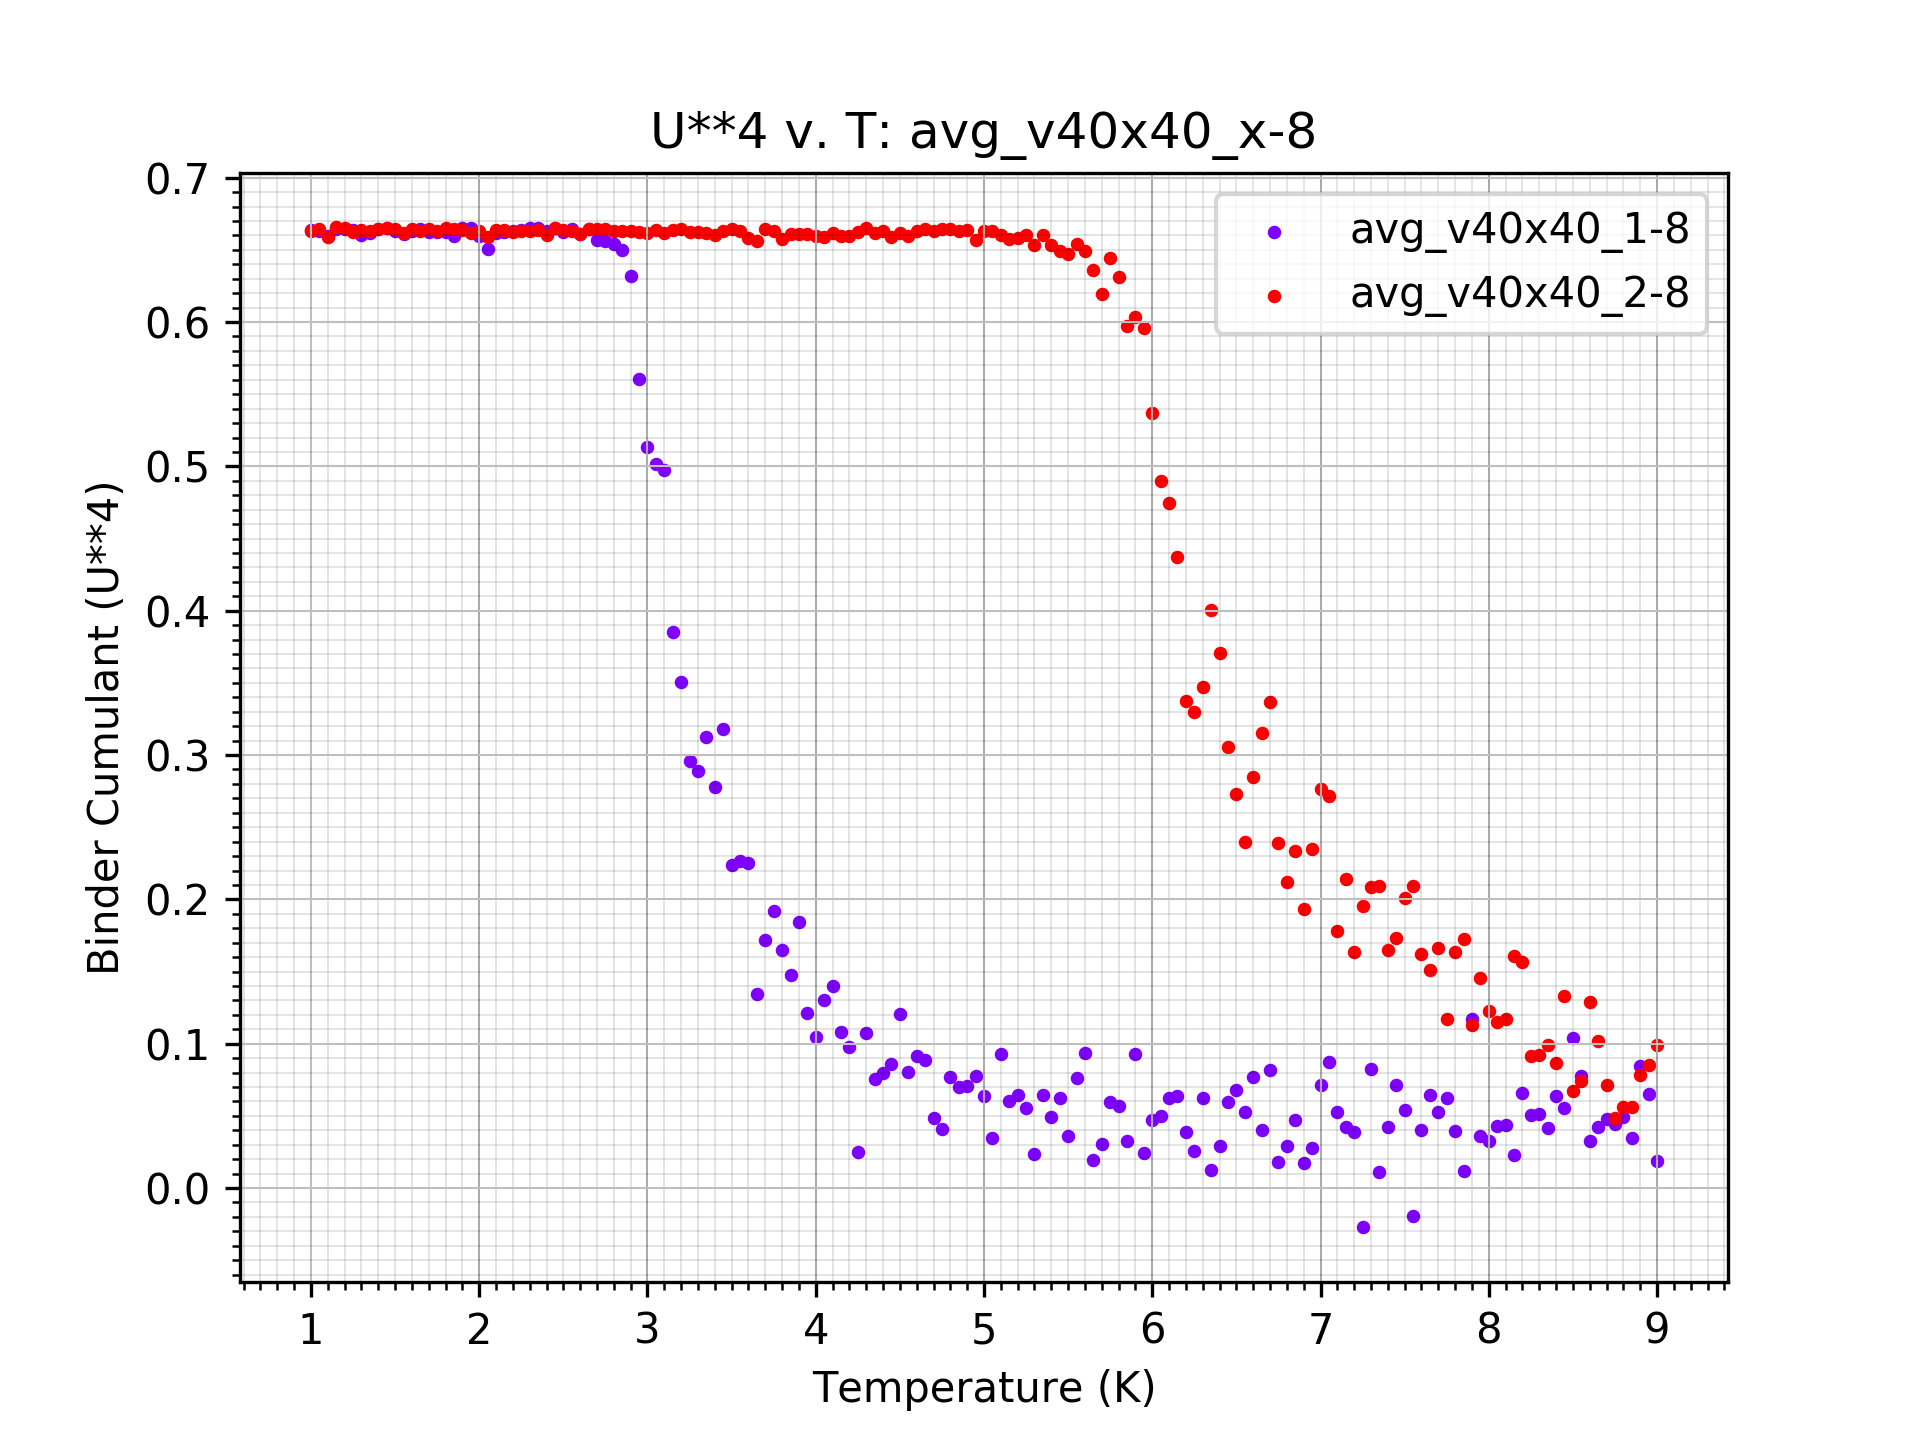 U**4 v. T: avg_v40x40_x-8
avg_v40x40_1-8
avg_v40x40_2-8
Binder Cumulant (U**4)
0.7
0.6
0.5
0.4
0.3
0.2
0.1
0.0
1 2 3 4 5 6 7 8 9
Temperature (K)